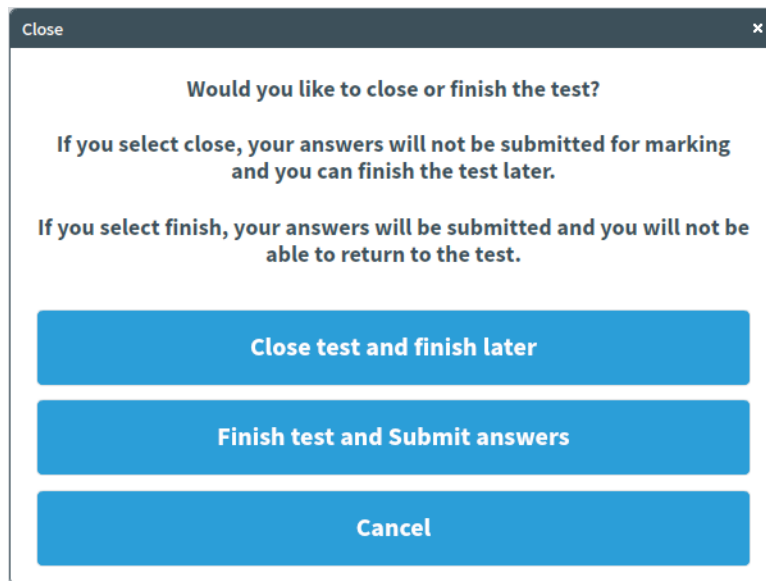 Close
Would you like to close or finish the test?
If you select close, your answers will not be submitted for marking
and you can finish the test later.
If you select finish, your answers will be submitted and you will not be
able to return to the test.
Close test and finish later
Finish test and Submit answers
Cancel